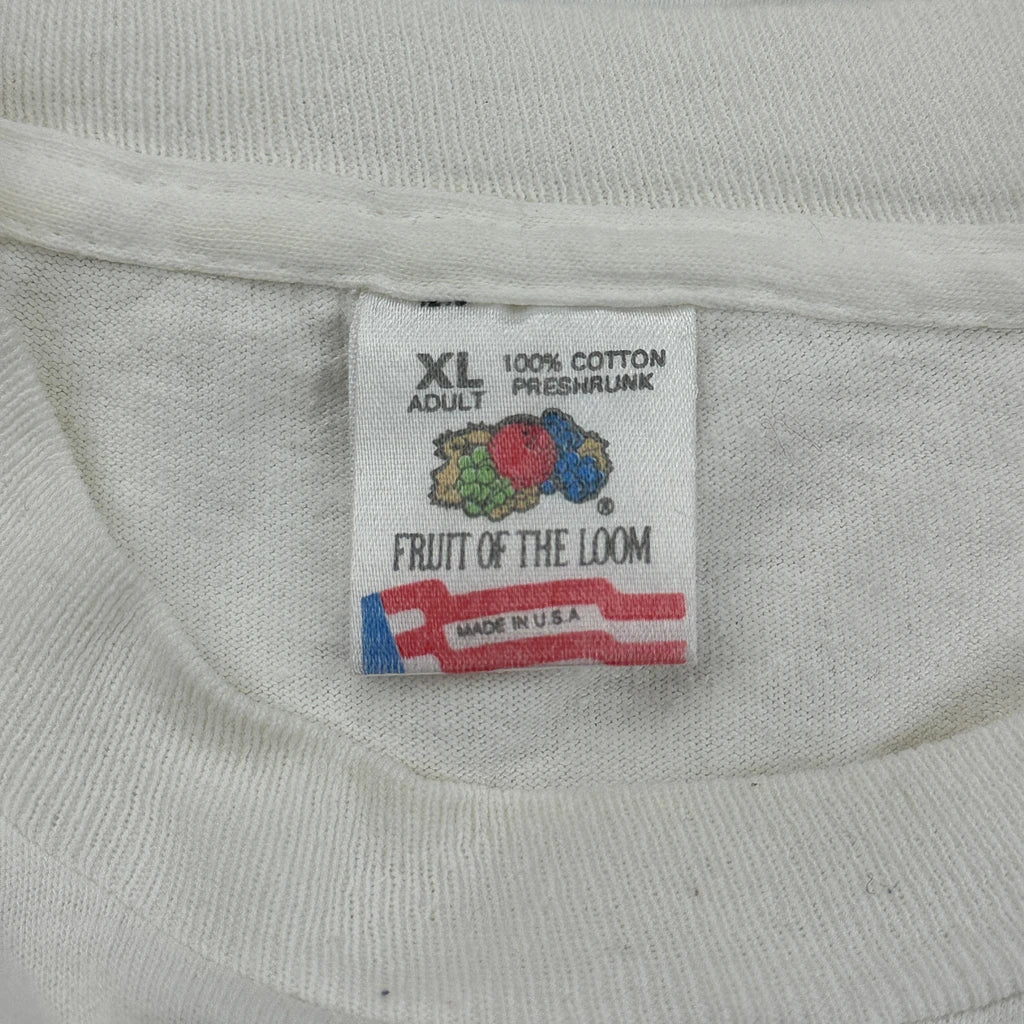 XL 100% COTTON
ADULT PRESHRUNK
®
FRUIT OF THE LOOM
MADE IN U.S.A